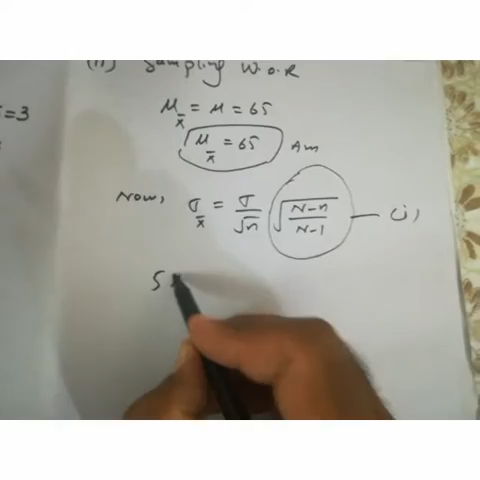 (ii) Sampling W.O.R
=3
μ_x̄ = μ = 65
μ_x̄ = 65 Ans
Now, σ_x̄ = σ/√n √(N-n/N-1) — (i)